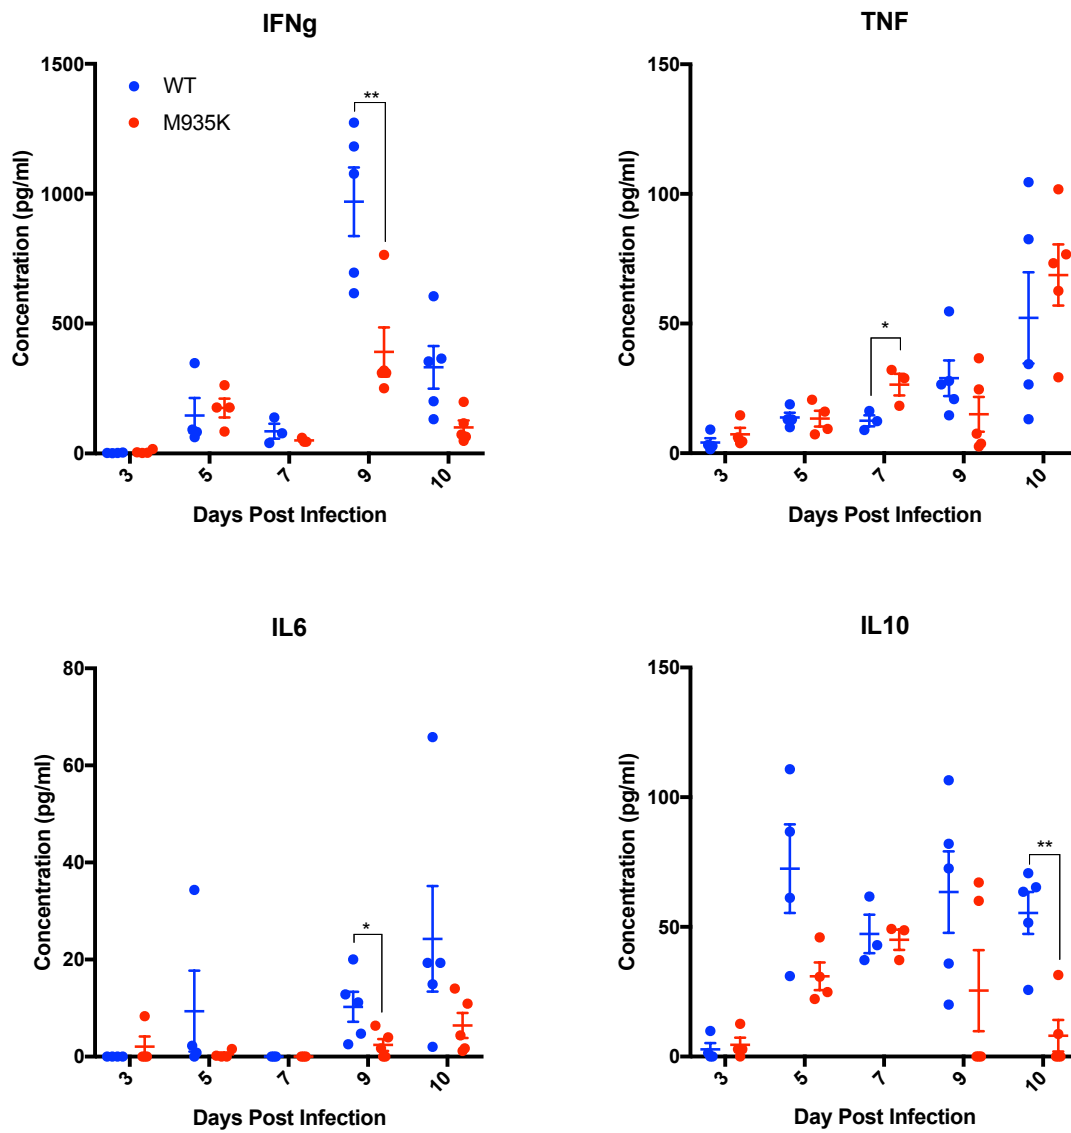 IFNg
1500
1000
500
0
Concentration (pg/ml)
WT
M935K
**
3 5 7 9 10
Days Post Infection
TNF
150
100
50
0
Concentration (pg/ml)
*
3 5 7 9 10
Days Post Infection
IL6
80
60
40
20
0
Concentration (pg/ml)
*
3 5 7 9 10
Days Post Infection
IL10
150
100
50
0
Concentration (pg/ml)
**
3 5 7 9 10
Day Post Infection